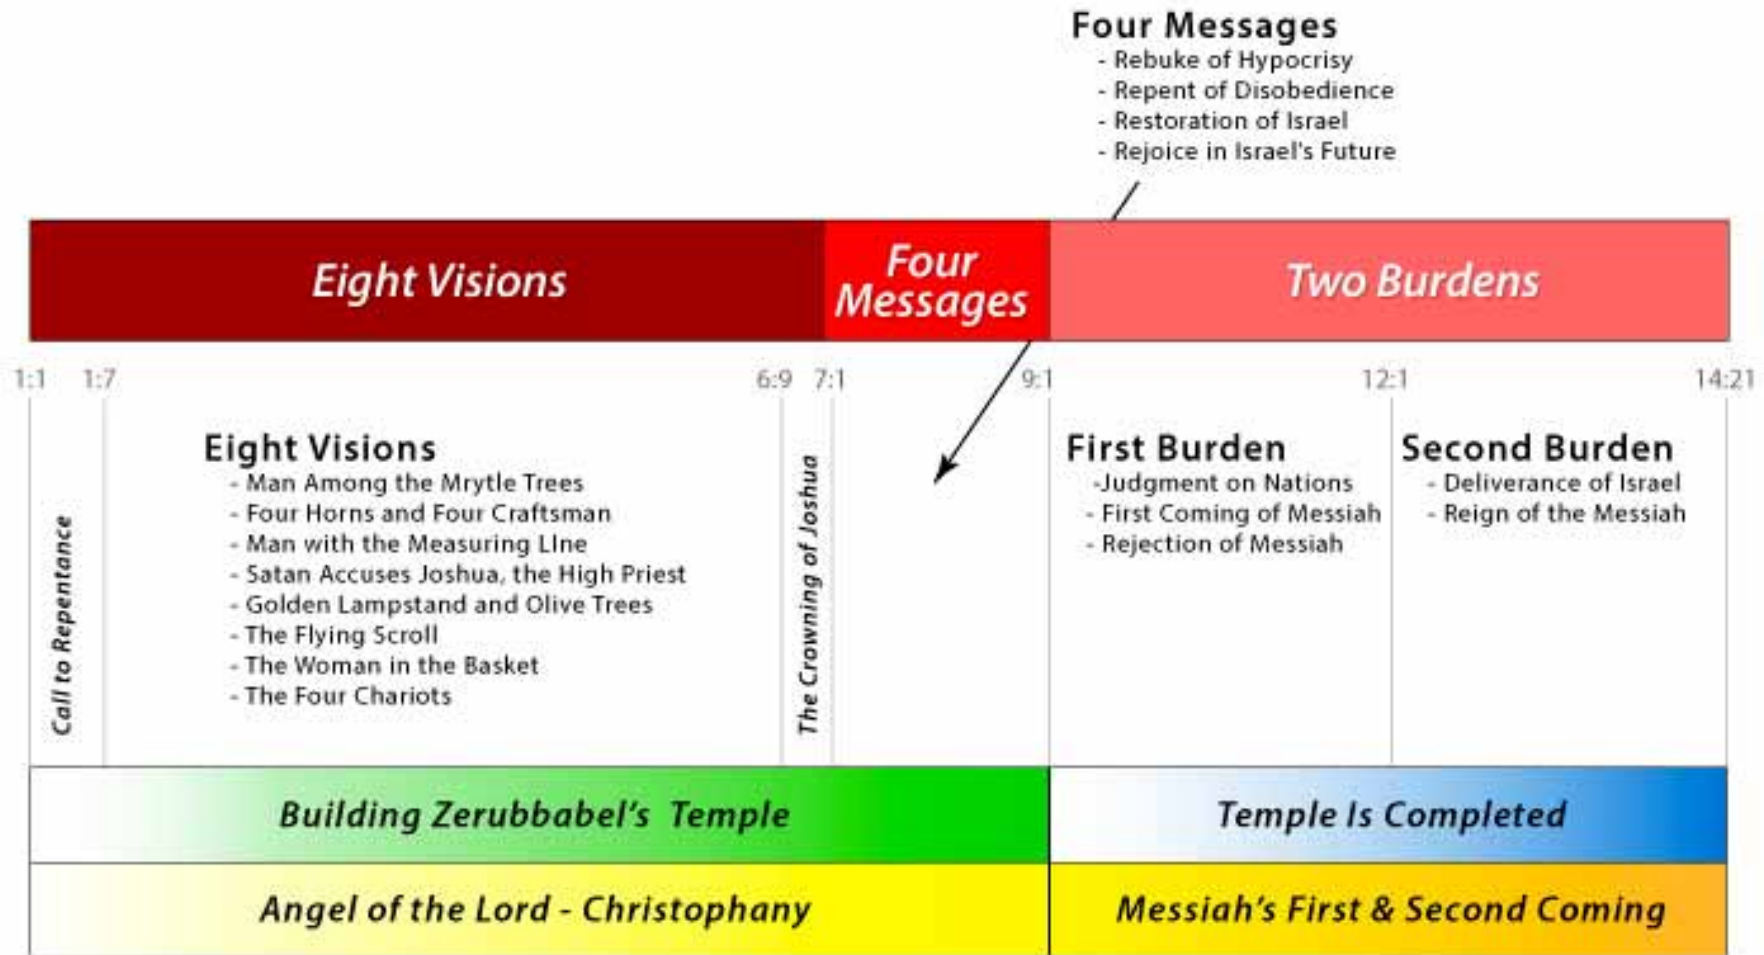 Four Messages
- Rebuke of Hypocrisy
- Repent of Disobedience
- Restoration of Israel
- Rejoice in Israel's Future
Eight Visions
Four
Messages
Two Burdens
1:1 1:7 6:9 7:1 9:1 12:1 14:21
Call to Repentance
Eight Visions
- Man Among the Mrytle Trees
- Four Horns and Four Craftsman
- Man with the Measuring LIne
- Satan Accuses Joshua, the High Priest
- Golden Lampstand and Olive Trees
- The Flying Scroll
- The Woman in the Basket
- The Four Chariots
The Crowning of Joshua
First Burden
-Judgment on Nations
- First Coming of Messiah
- Rejection of Messiah
Second Burden
- Deliverance of Israel
- Reign of the Messiah
Building Zerubbabel's Temple
Temple Is Completed
Angel of the Lord - Christophany
Messiah's First & Second Coming